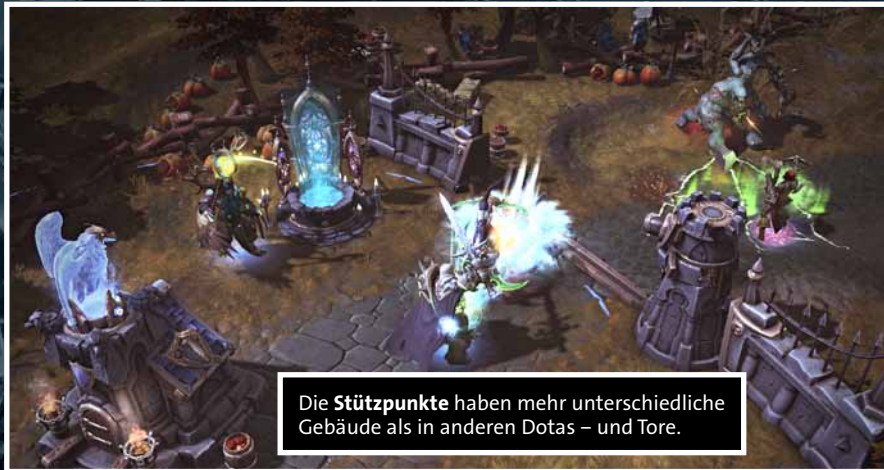 Die Stützpunkte haben mehr unterschiedliche
Gebäude als in anderen Dotas – und Tore.